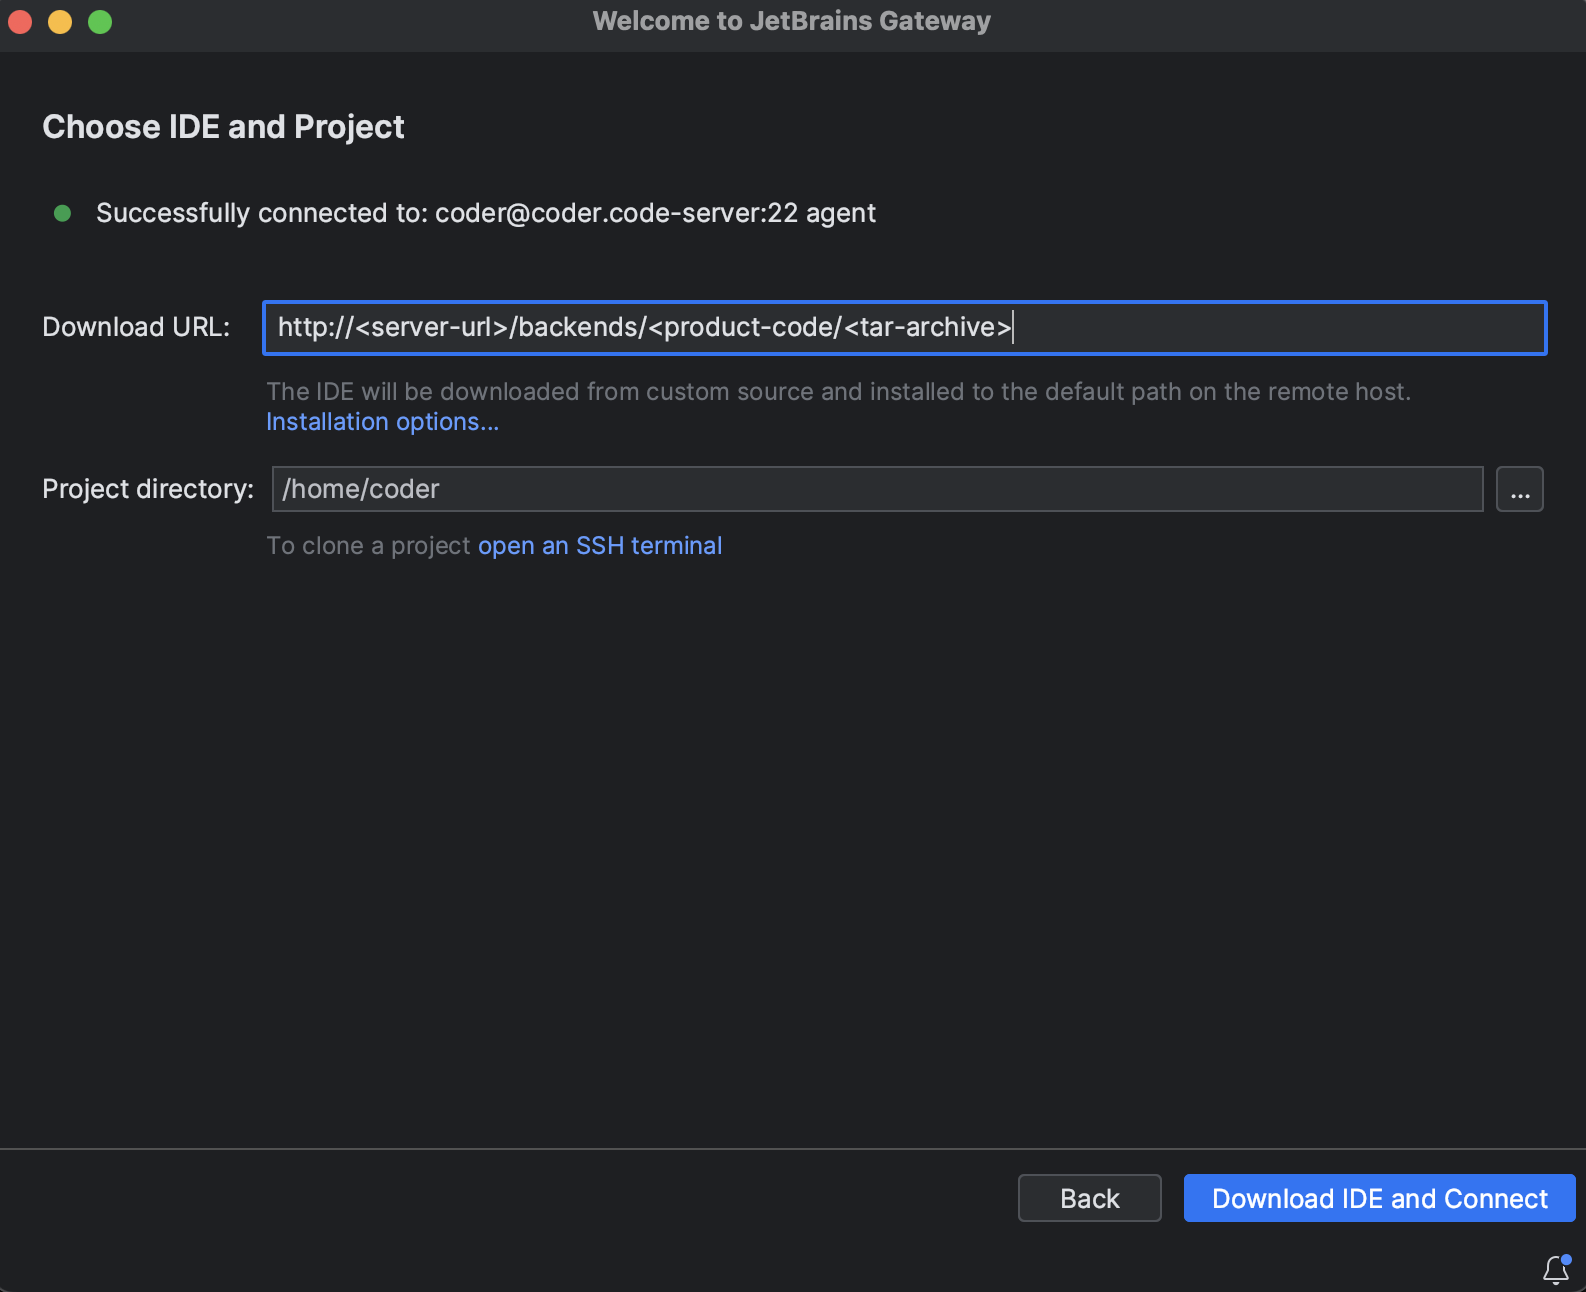 Welcome to JetBrains Gateway
Choose IDE and Project
Successfully connected to: coder@coder.code-server:22 agent
Download URL: http://<server-url>/backends/<product-code/<tar-archive>
The IDE will be downloaded from custom source and installed to the default path on the remote host.
Installation options...
Project directory: /home/coder ...
To clone a project open an SSH terminal
Back Download IDE and Connect